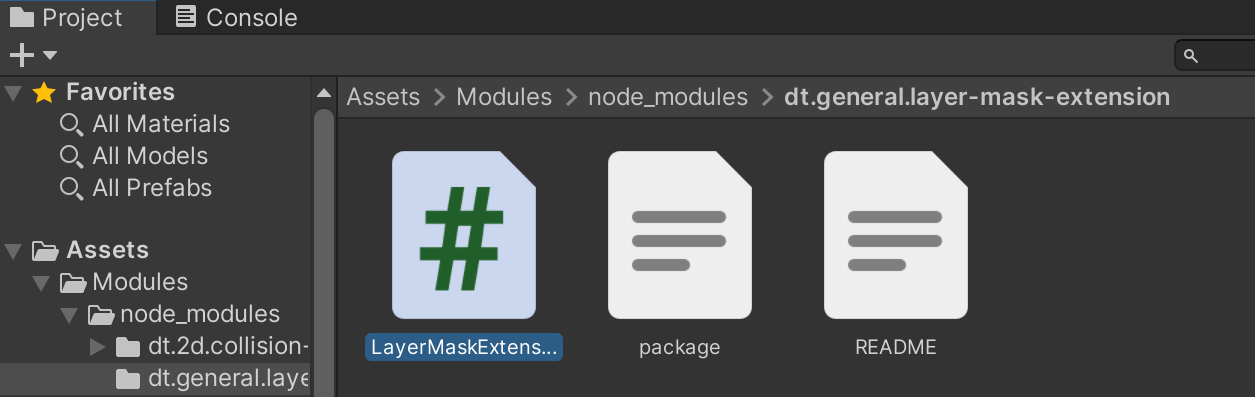 Project
Console
Favorites
All Materials
All Models
All Prefabs
Assets
Modules
node_modules
dt.2d.collision-
dt.general.laye
Assets > Modules > node_modules > dt.general.layer-mask-extension
#
LayerMaskExtens...
package
README